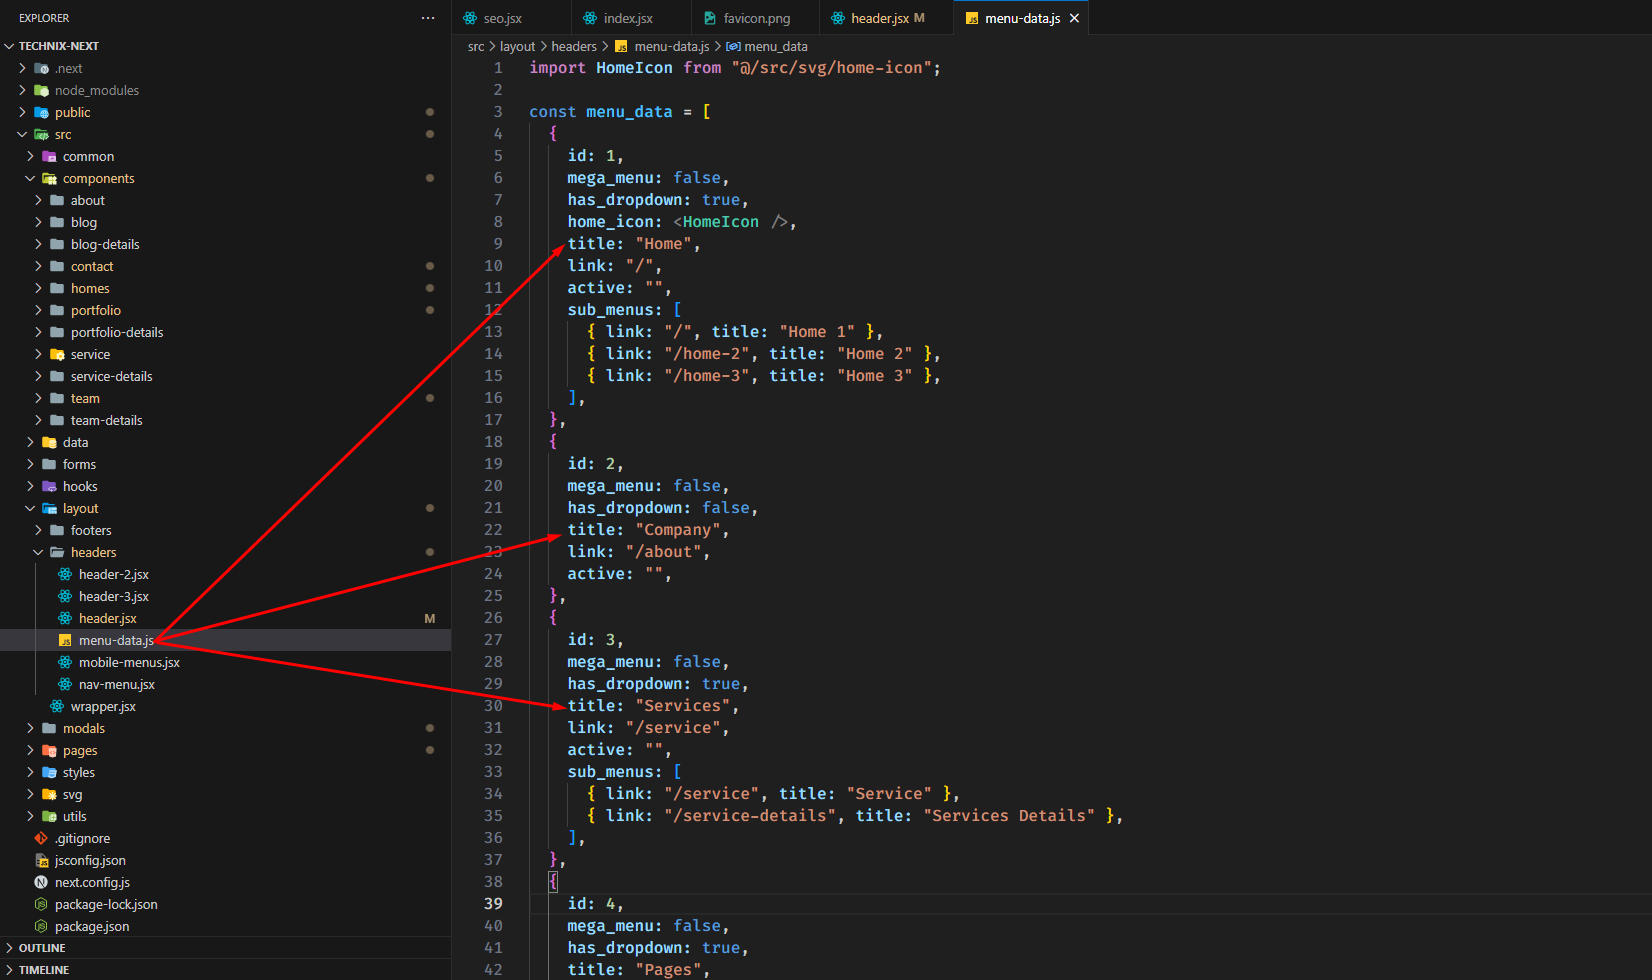 EXPLORER
···
TECHNIX-NEXT
.next
node_modules
public
src
common
components
about
blog
blog-details
contact
homes
portfolio
portfolio-details
service
service-details
team
team-details
data
forms
hooks
layout
footers
headers
header-2.jsx
header-3.jsx
header.jsx M
menu-data.js
mobile-menus.jsx
nav-menu.jsx
wrapper.jsx
modals
pages
styles
svg
utils
.gitignore
jsconfig.json
next.config.js
package-lock.json
package.json
OUTLINE
TIMELINE
seo.jsx index.jsx favicon.png header.jsx M JS menu-data.js
src > layout > headers > JS menu-data.js > menu_data
1 import HomeIcon from "@/src/svg/home-icon";
2
3 const menu_data = [
4 {
5 id: 1,
6 mega_menu: false,
7 has_dropdown: true,
8 home_icon: <HomeIcon />,
9 title: "Home",
10 link: "/",
11 active: "",
12 sub_menus: [
13 { link: "/", title: "Home 1" },
14 { link: "/home-2", title: "Home 2" },
15 { link: "/home-3", title: "Home 3" },
16 ],
17 },
18 {
19 id: 2,
20 mega_menu: false,
21 has_dropdown: false,
22 title: "Company",
23 link: "/about",
24 active: "",
25 },
26 {
27 id: 3,
28 mega_menu: false,
29 has_dropdown: true,
30 title: "Services",
31 link: "/service",
32 active: "",
33 sub_menus: [
34 { link: "/service", title: "Service" },
35 { link: "/service-details", title: "Services Details" },
36 ],
37 },
38 {
39 id: 4,
40 mega_menu: false,
41 has_dropdown: true,
42 title: "Pages",